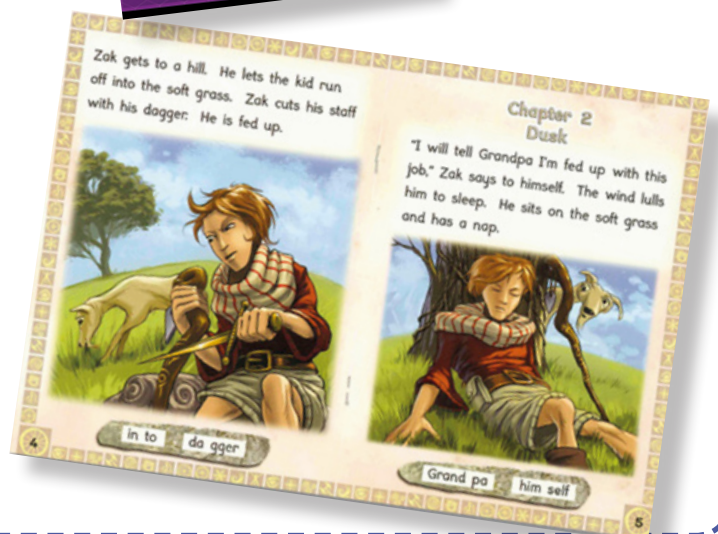 Zak gets to a hill. He lets the kid run
off into the soft grass. Zak cuts his staff
with his dagger. He is fed up.
in to da gger
4
Chapter 2
Dusk
"I will tell Grandpa I'm fed up with this
job," Zak says to himself. The wind lulls
him to sleep. He sits on the soft grass
and has a nap.
Grand pa him self
5